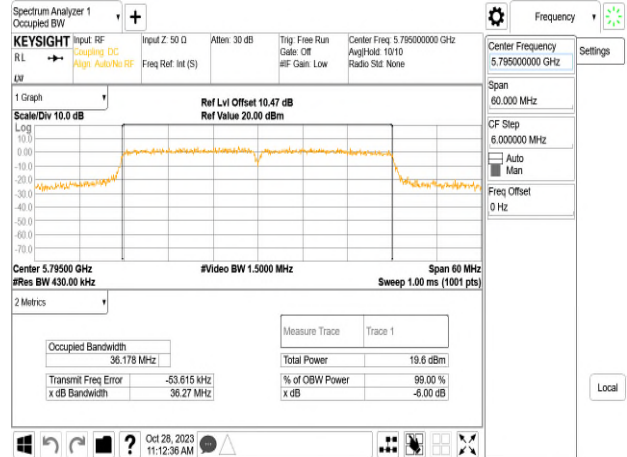 Spectrum Analyzer 1
Occupied BW
Frequency
KEYSIGHT
Input: RF
Input Z: 50 Ω
Atten: 30 dB
Trig: Free Run
Center Freq: 5.795000000 GHz
RL
Coupling: DC
Gate: Off
Avg|Hold: 10/10
Align: Auto/No RF
Freq Ref: Int (S)
#IF Gain: Low
Radio Std: None
LXI
Center Frequency
5.795000000 GHz
Settings
Span
60.000 MHz
CF Step
6.000000 MHz
Auto
Man
Freq Offset
0 Hz
Local
1 Graph
Ref Lvl Offset 10.47 dB
Scale/Div 10.0 dB
Ref Value 20.00 dBm
Log
10.0
0.00
-10.0
-20.0
-30.0
-40.0
-50.0
-60.0
-70.0
Center 5.79500 GHz
#Video BW 1.5000 MHz
Span 60 MHz
#Res BW 430.00 kHz
Sweep 1.00 ms (1001 pts)
2 Metrics
Measure Trace
Trace 1
Occupied Bandwidth
36.178 MHz
Total Power
19.6 dBm
Transmit Freq Error
-53.615 kHz
% of OBW Power
99.00 %
x dB Bandwidth
36.27 MHz
x dB
-6.00 dB
?
Oct 28, 2023
11:12:36 AM